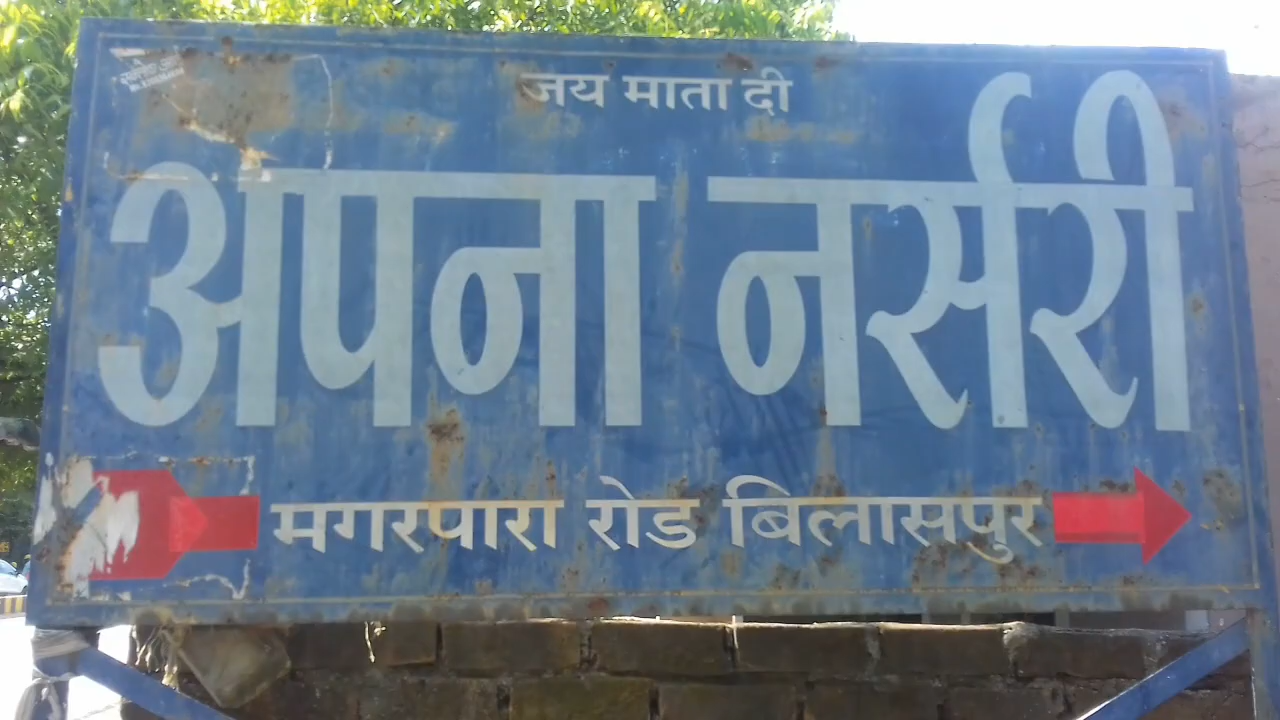 जय माता दी
अपना नर्सरी
मगरपारा रोड बिलासपुर